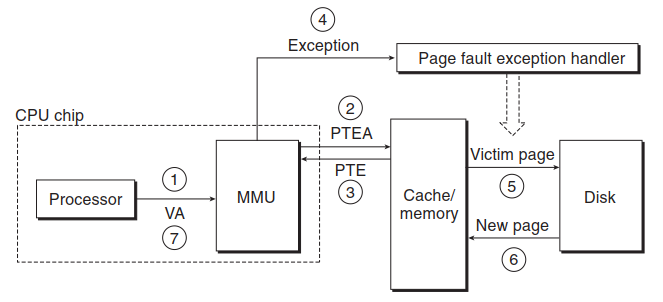 4
Exception
Page fault exception handler
CPU chip
2
PTEA
Victim page
1
PTE
5
Processor
MMU
3
Cache/
memory
Disk
VA
7
New page
6